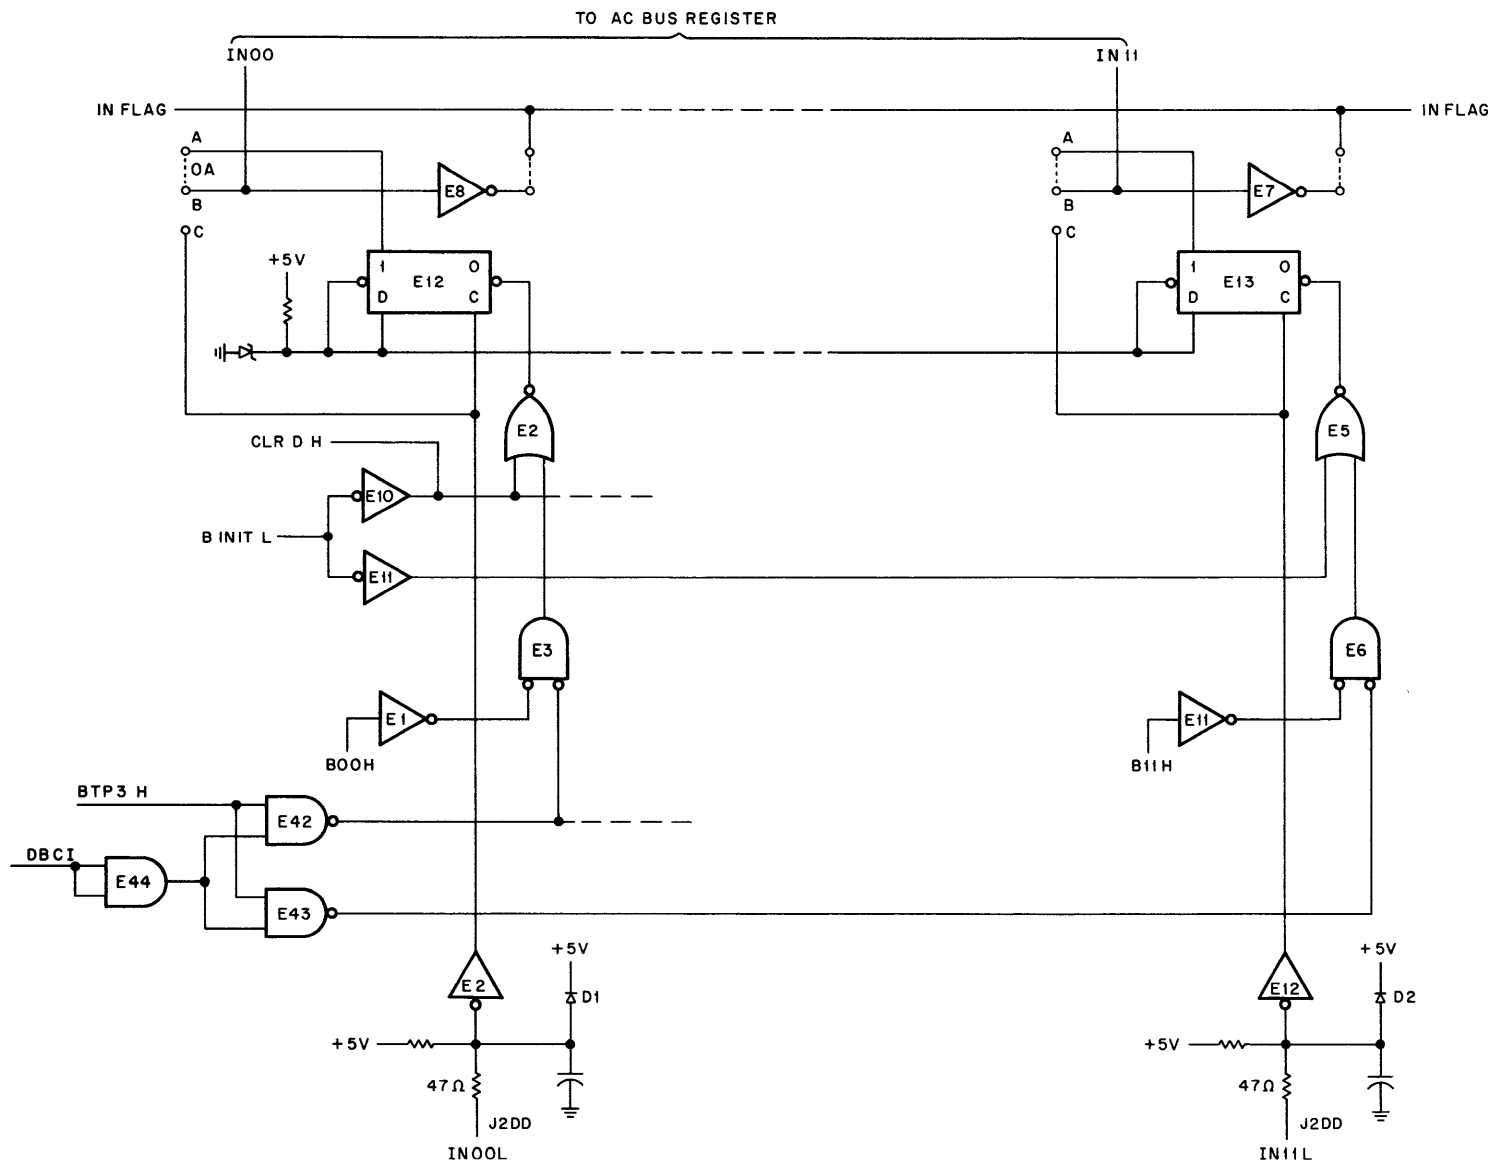 TO AC BUS REGISTER
IN00
IN11
IN FLAG
IN FLAG
A
0A
B
C
E8
A
B
C
E7
+5V
1
0
E12
D
C
1
0
E13
D
C
E2
E5
CLR D H
E10
B INIT L
E11
E3
E6
E1
E11
B00H
B11H
BTP3 H
E42
DBCI
E44
E43
+5V
+5V
E2
D1
E12
D2
+5V
+5V
47Ω
47Ω
J2DD
J2DD
IN00L
IN11L